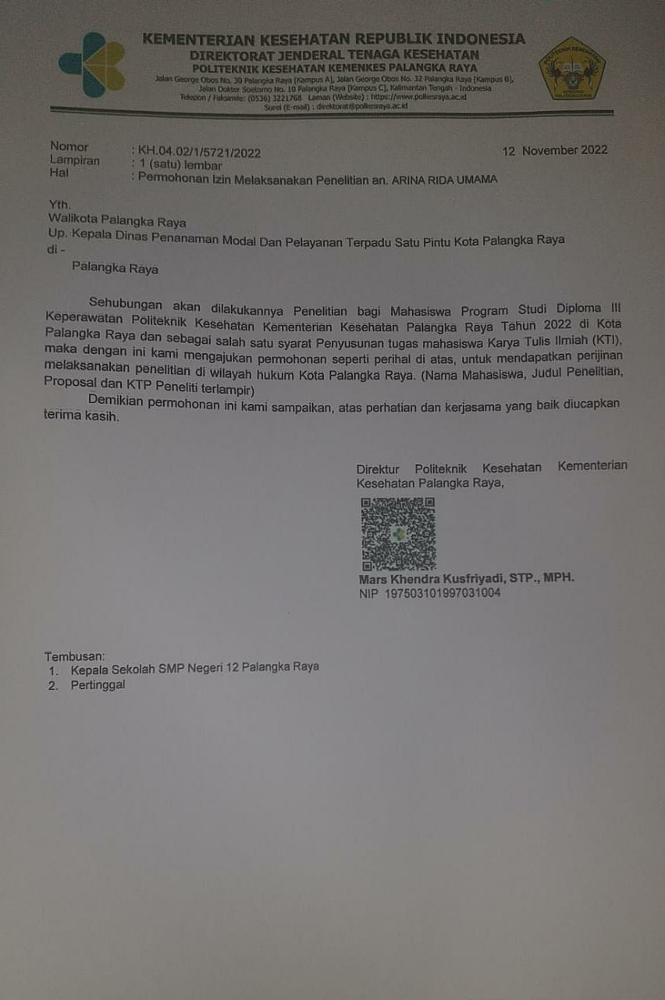 KEMENTERIAN KESEHATAN REPUBLIK INDONESIA
DIREKTORAT JENDERAL TENAGA KESEHATAN
POLITEKNIK KESEHATAN KEMENKES PALANGKA RAYA
Jalan George Obos No. 30 Palangka Raya [Kampus A], Jalan George Obos No. 32 Palangka Raya [Kampus B],
Jalan Dokter Soetomo No. 10 Palangka Raya [Kampus C], Kalimantan Tengah - Indonesia
Telepon / Faksimile: (0536) 3221768 Laman (Website) : https://www.polkesraya.ac.id
Surel (E-mail) : direktorat@polkesraya.ac.id
POLITEKNIK KESEHATAN
Nomor : KH.04.02/1/5721/2022 12 November 2022
Lampiran : 1 (satu) lembar
Hal : Permohonan Izin Melaksanakan Penelitian an. ARINA RIDA UMAMA
Yth.
Walikota Palangka Raya
Up. Kepala Dinas Penanaman Modal Dan Pelayanan Terpadu Satu Pintu Kota Palangka Raya
di -
Palangka Raya
Sehubungan akan dilakukannya Penelitian bagi Mahasiswa Program Studi Diploma III
Keperawatan Politeknik Kesehatan Kementerian Kesehatan Palangka Raya Tahun 2022 di Kota
Palangka Raya dan sebagai salah satu syarat Penyusunan tugas mahasiswa Karya Tulis Ilmiah (KTI),
maka dengan ini kami mengajukan permohonan seperti perihal di atas, untuk mendapatkan perijinan
melaksanakan penelitian di wilayah hukum Kota Palangka Raya. (Nama Mahasiswa, Judul Penelitian,
Proposal dan KTP Peneliti terlampir)
Demikian permohonan ini kami sampaikan, atas perhatian dan kerjasama yang baik diucapkan
terima kasih.
Direktur Politeknik Kesehatan Kementerian
Kesehatan Palangka Raya,
Mars Khendra Kusfriyadi, STP., MPH.
NIP 197503101997031004
Tembusan:
1. Kepala Sekolah SMP Negeri 12 Palangka Raya
2. Pertinggal